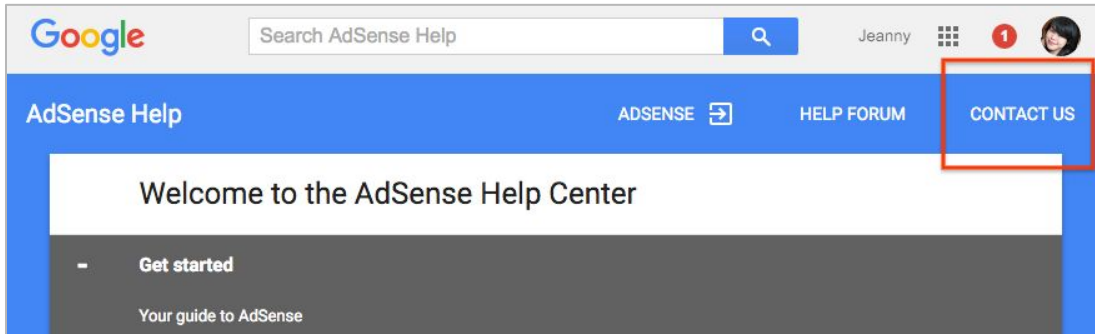 Google Search AdSense Help Jeanny 1
AdSense Help ADSENSE HELP FORUM CONTACT US
Welcome to the AdSense Help Center
- Get started
Your guide to AdSense